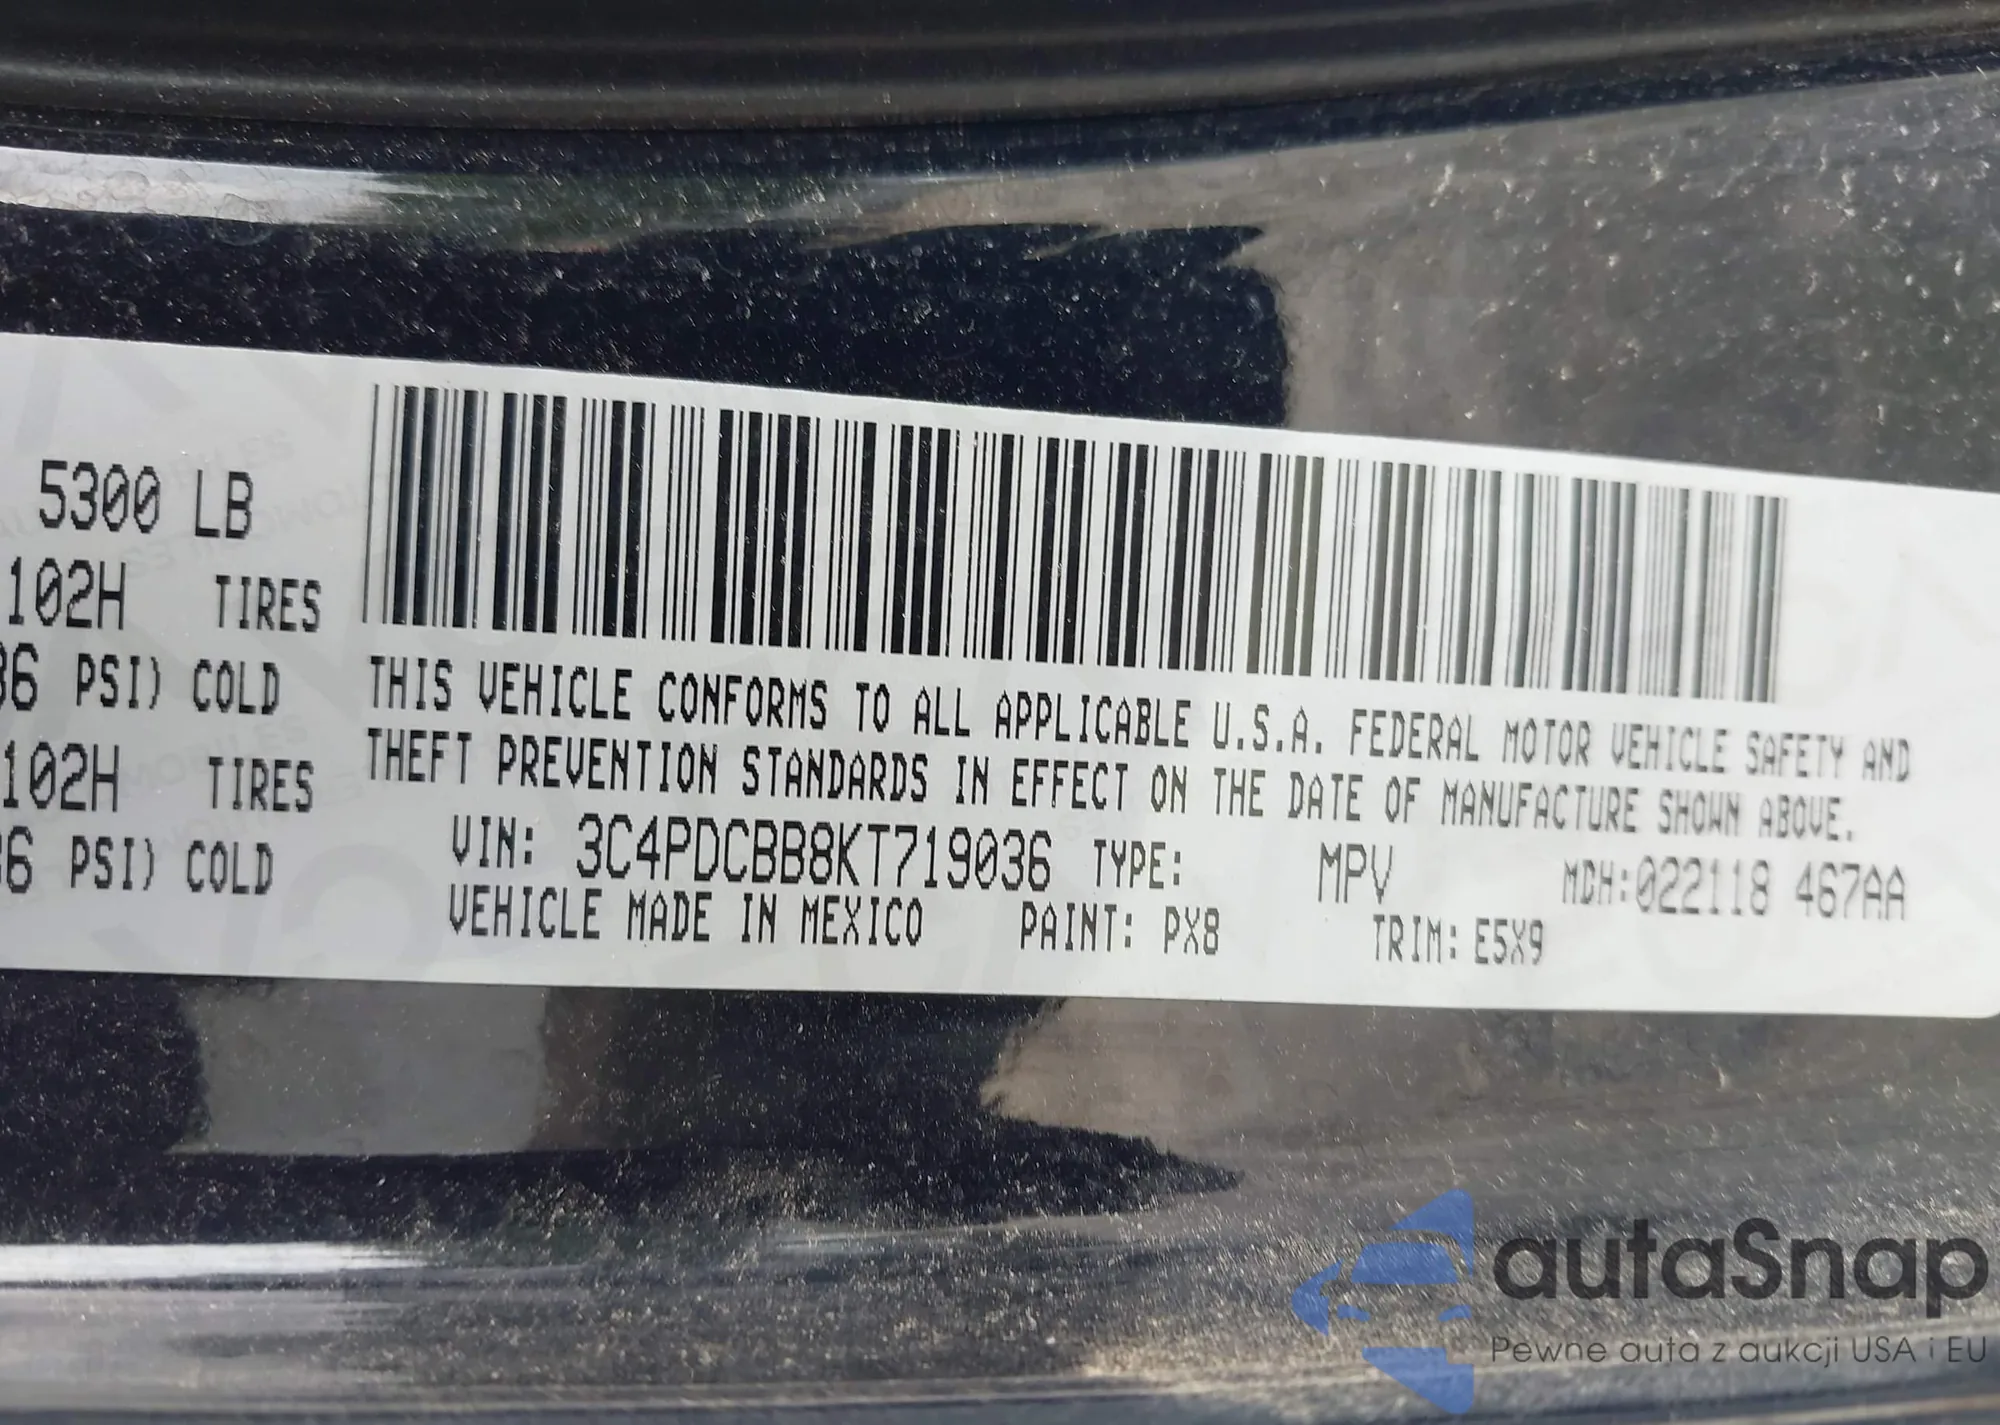 5300 LB
102H TIRES
36 PSI) COLD
102H TIRES
36 PSI) COLD
THIS VEHICLE CONFORMS TO ALL APPLICABLE U.S.A. FEDERAL MOTOR VEHICLE SAFETY AND
THEFT PREVENTION STANDARDS IN EFFECT ON THE DATE OF MANUFACTURE SHOWN ABOVE.
VIN: 3C4PDCBB8KT719036 TYPE: MPV MDH:022118 467AA
VEHICLE MADE IN MEXICO PAINT: PX8 TRIM: E5X9
autaSnap
Pewne auta z aukcji USA i EU